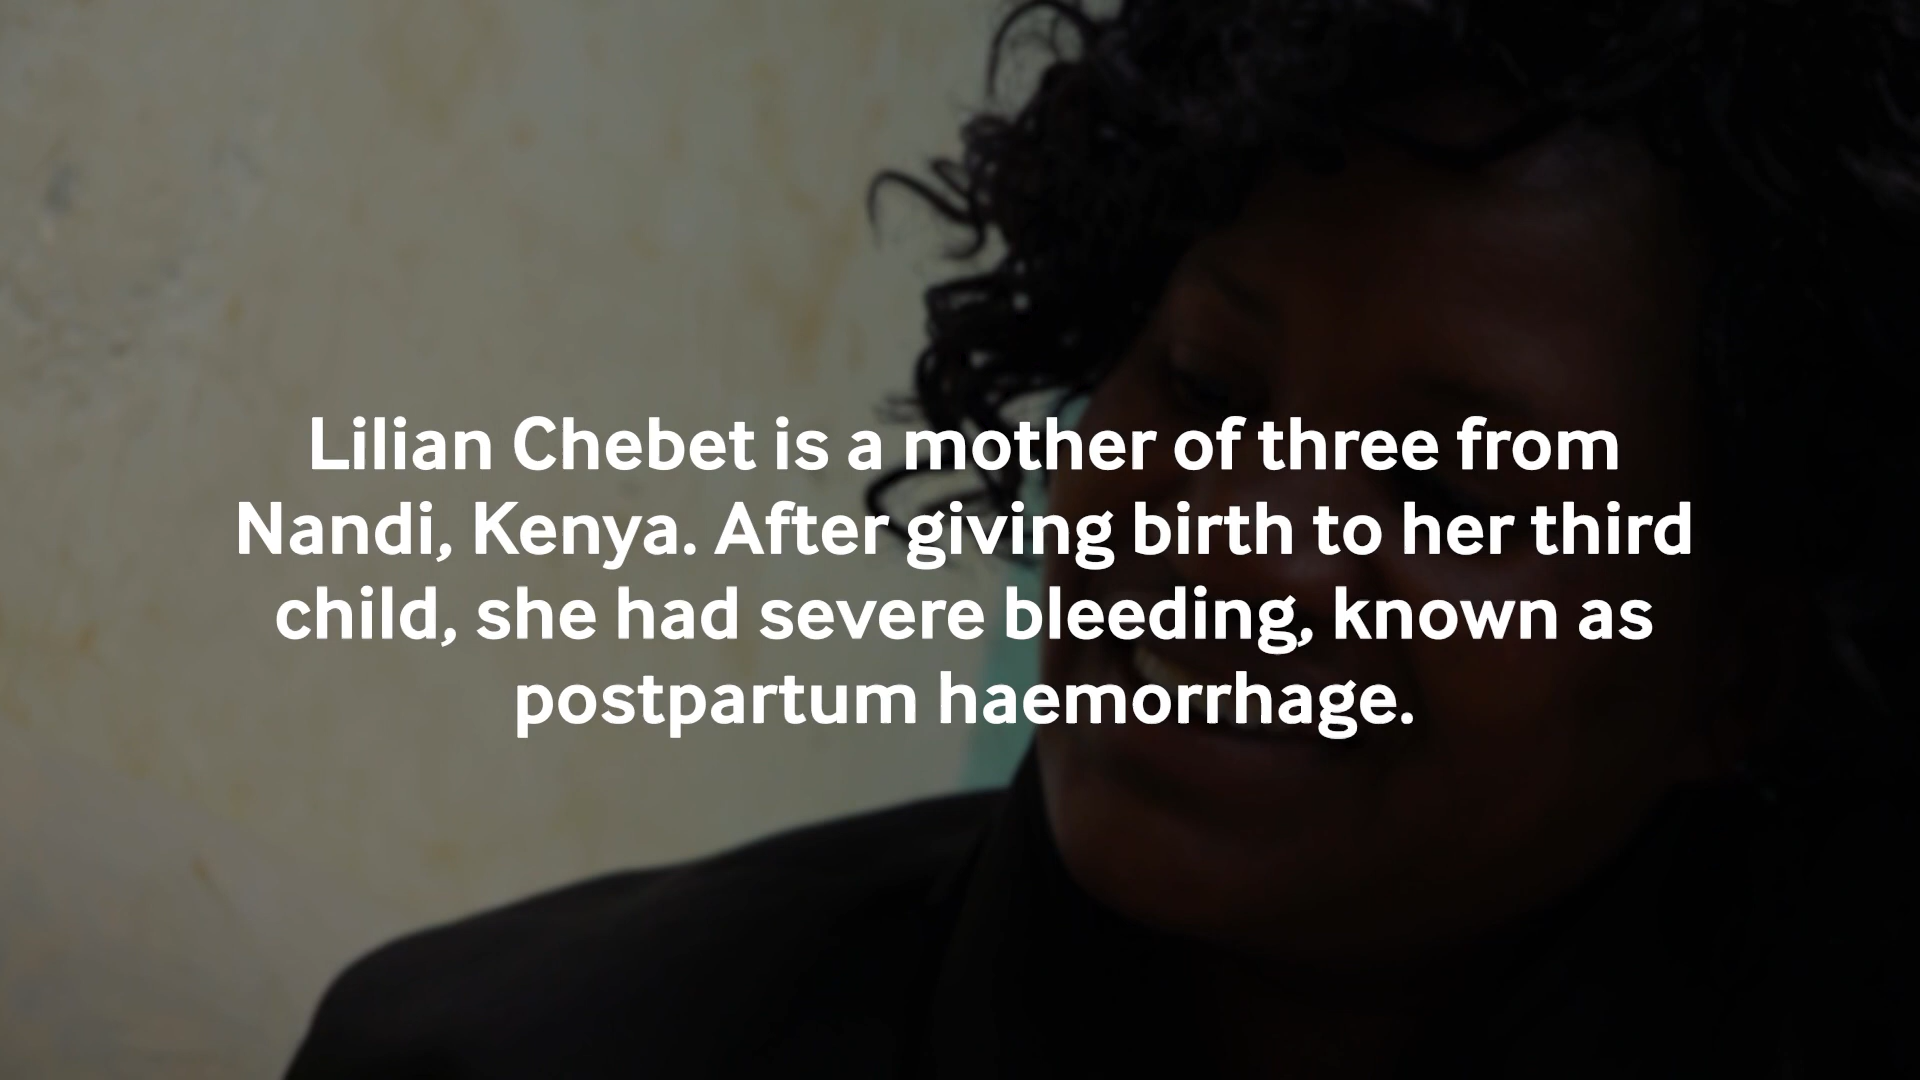 Lilian Chebet is a mother of three from
Nandi, Kenya. After giving birth to her third
child, she had severe bleeding, known as
postpartum haemorrhage.